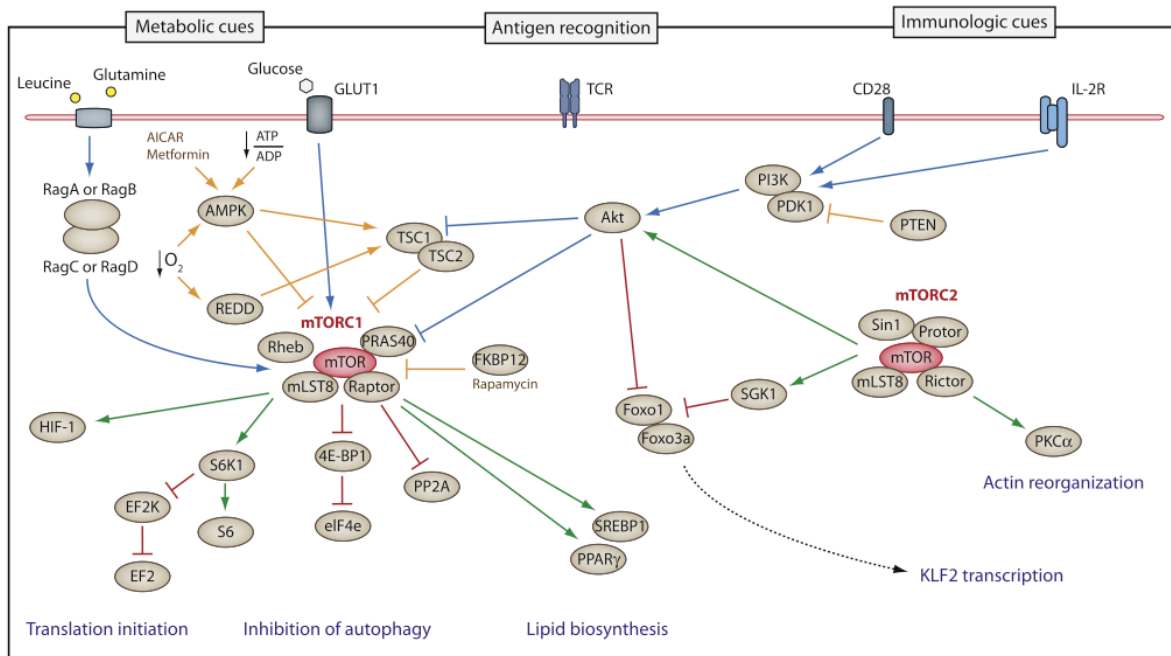 Metabolic cues
Antigen recognition
Immunologic cues
Leucine
Glutamine
Glucose
GLUT1
TCR
CD28
IL-2R
AICAR
Metformin
ATP
ADP
RagA or RagB
AMPK
PI3K
PDK1
Akt
PTEN
TSC1
TSC2
RagC or RagD
O2
REDD
mTORC1
mTORC2
Rheb
PRAS40
mTOR
mLST8
Raptor
FKBP12
Rapamycin
Sin1
Protor
mTOR
mLST8
Rictor
SGK1
Foxo1
Foxo3a
HIF-1
4E-BP1
PKCα
S6K1
PP2A
Actin reorganization
EF2K
S6
eIF4e
SREBP1
PPARγ
EF2
KLF2 transcription
Translation initiation
Inhibition of autophagy
Lipid biosynthesis